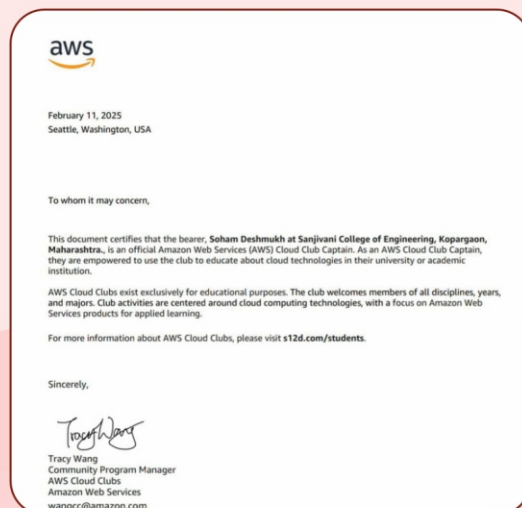 aws
February 11, 2025
Seattle, Washington, USA
To whom it may concern,
This document certifies that the bearer, Soham Deshmukh at Sanjivani College of Engineering, Kopargaon,
Maharashtra., is an official Amazon Web Services (AWS) Cloud Club Captain. As an AWS Cloud Club Captain,
they are empowered to use the club to educate about cloud technologies in their university or academic
institution.
AWS Cloud Clubs exist exclusively for educational purposes. The club welcomes members of all disciplines, years,
and majors. Club activities are centered around cloud computing technologies, with a focus on Amazon Web
Services products for applied learning.
For more information about AWS Cloud Clubs, please visit s12d.com/students.
Sincerely,
Tracy Wang
Tracy Wang
Community Program Manager
AWS Cloud Clubs
Amazon Web Services
wangcc@amazon.com